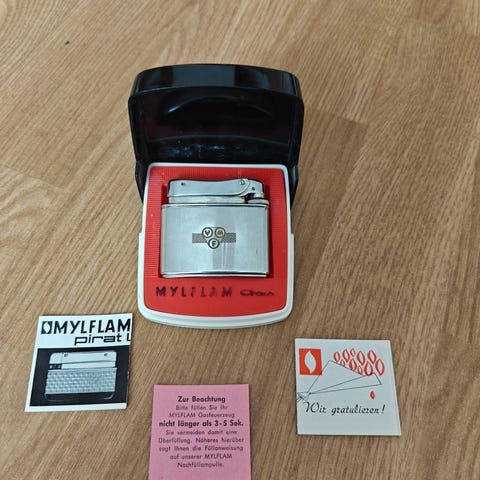 V M
F
MYLFLAM
MYLFLAM
pirat
Zur Beachtung
Bitte füllen Sie Ihr
MYLFLAM Gasfeuerzeug
nicht länger als 3-5 Sek.
Sie vermeiden damit eine
Überfüllung. Näheres hierüber
sagt Ihnen die Füllanweisung
auf unserer MYLFLAM
Nachfüllampulle.
Wir gratulieren!